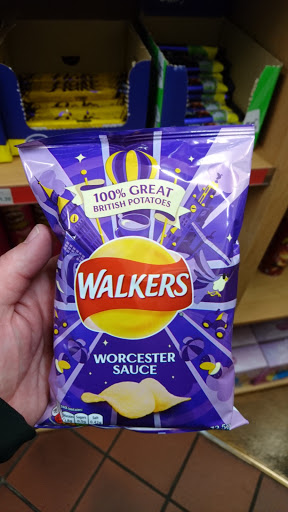 100% GREAT
BRITISH POTATOES
WALKERS
WORCESTER
SAUCE